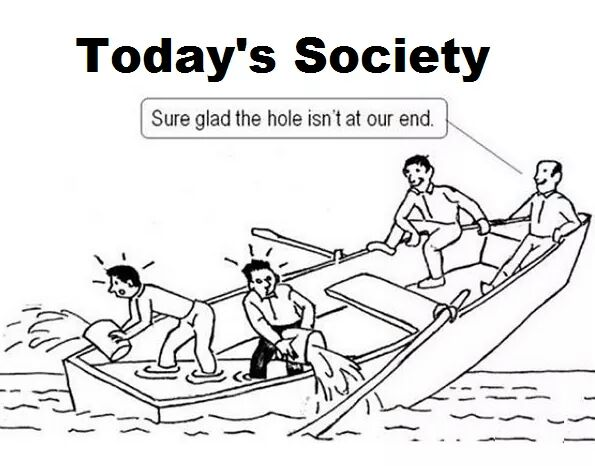 Today's Society
Sure glad the hole isn't at our end.